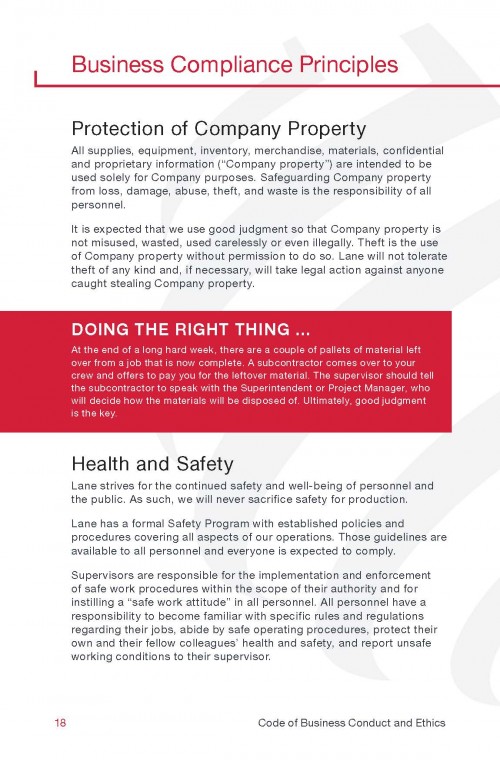 Business Compliance Principles
Protection of Company Property
All supplies, equipment, inventory, merchandise, materials, confidential
and proprietary information (“Company property”) are intended to be
used solely for Company purposes. Safeguarding Company property
from loss, damage, abuse, theft, and waste is the responsibility of all
personnel.
It is expected that we use good judgment so that Company property is
not misused, wasted, used carelessly or even illegally. Theft is the use
of Company property without permission to do so. Lane will not tolerate
theft of any kind and, if necessary, will take legal action against anyone
caught stealing Company property.
DOING THE RIGHT THING ...
At the end of a long hard week, there are a couple of pallets of material left
over from a job that is now complete. A subcontractor comes over to your
crew and offers to pay you for the leftover material. The supervisor should tell
the subcontractor to speak with the Superintendent or Project Manager, who
will decide how the materials will be disposed of. Ultimately, good judgment
is the key.
Health and Safety
Lane strives for the continued safety and well-being of personnel and
the public. As such, we will never sacrifice safety for production.
Lane has a formal Safety Program with established policies and
procedures covering all aspects of our operations. Those guidelines are
available to all personnel and everyone is expected to comply.
Supervisors are responsible for the implementation and enforcement
of safe work procedures within the scope of their authority and for
instilling a “safe work attitude” in all personnel. All personnel have a
responsibility to become familiar with specific rules and regulations
regarding their jobs, abide by safe operating procedures, protect their
own and their fellow colleagues’ health and safety, and report unsafe
working conditions to their supervisor.
18 Code of Business Conduct and Ethics